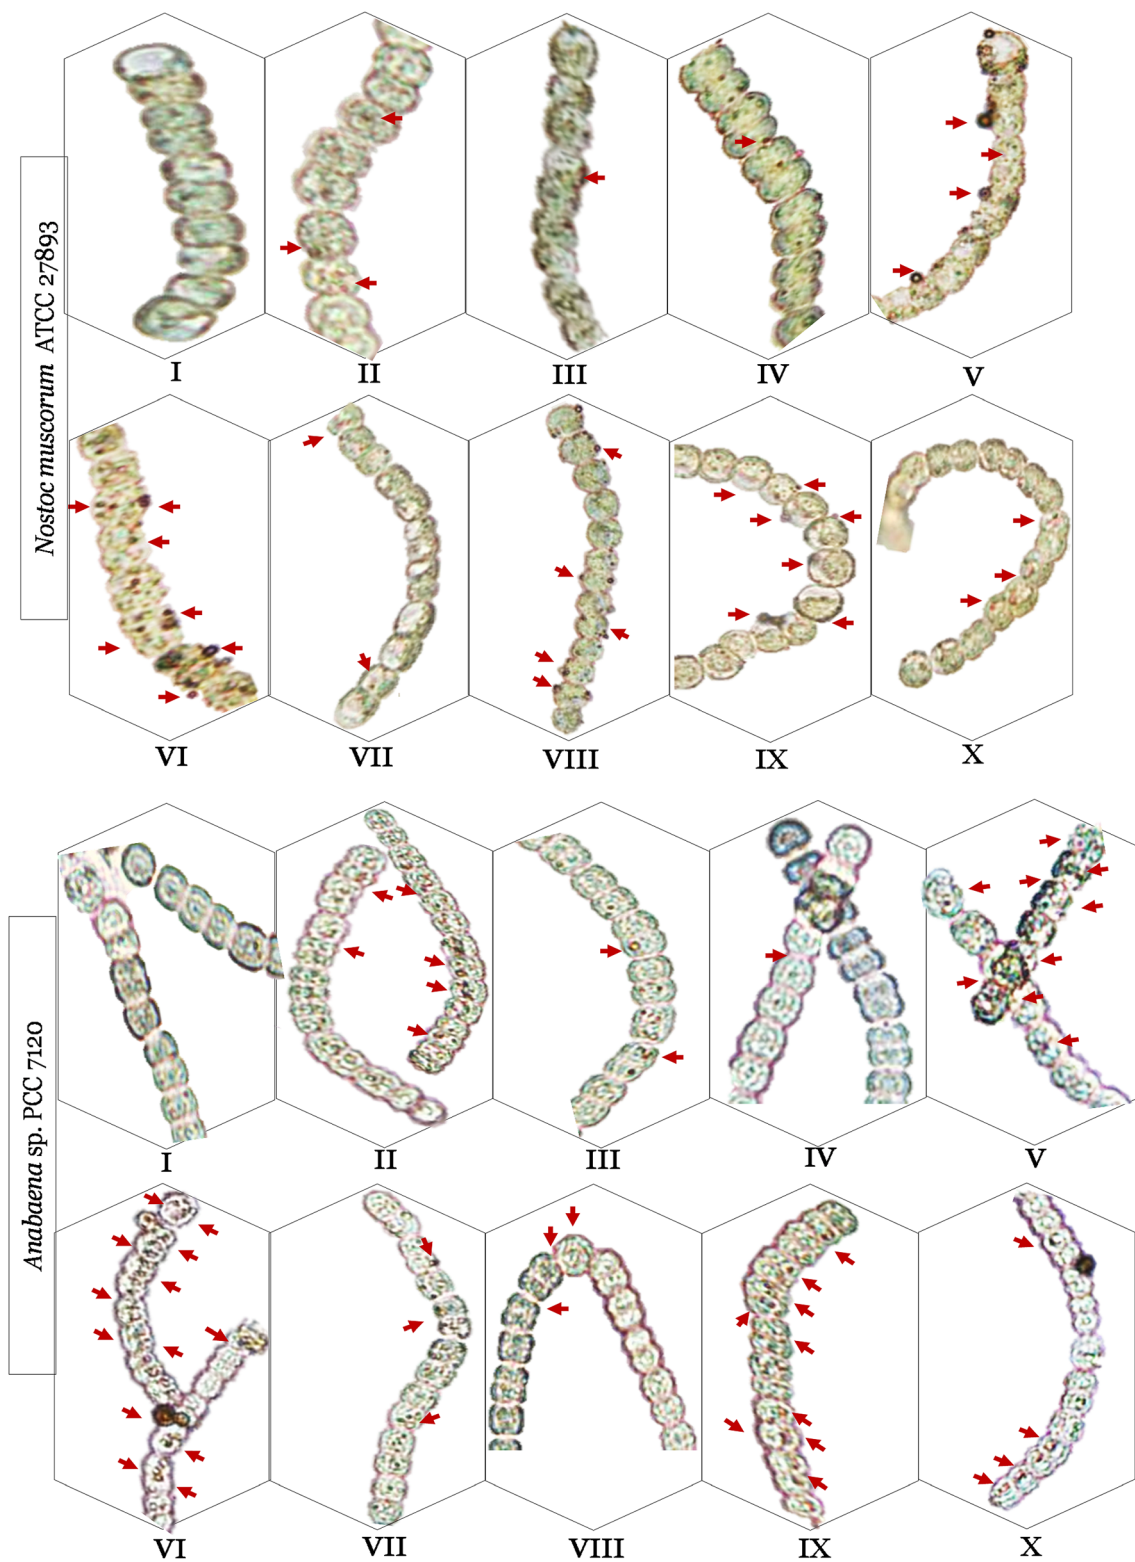 Nostoc muscorum ATCC 27893
I II III IV V
VI VII VIII IX X
Anabaena sp. PCC 7120
I II III IV V
VI VII VIII IX X